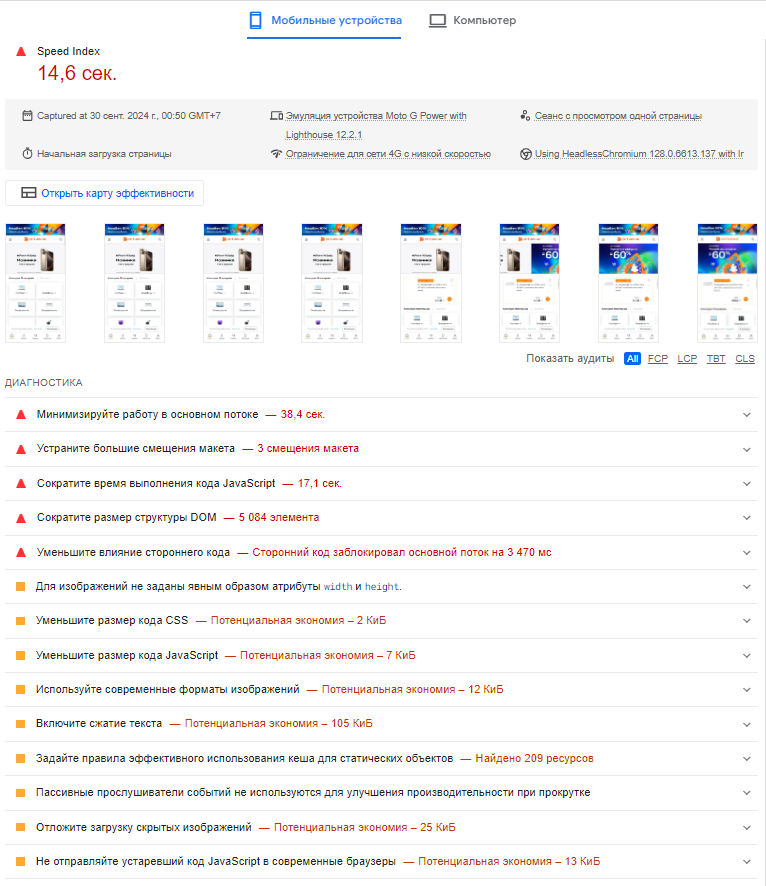 Мобильные устройства
Компьютер
Speed Index
14,6 сек.
Captured at 30 сент. 2024 г., 00:50 GMT+7
Эмуляция устройства Moto G Power with Lighthouse 12.2.1
Сеанс с просмотром одной страницы
Начальная загрузка страницы
Ограничение для сети 4G с низкой скоростью
Using HeadlessChromium 128.0.6613.137 with lr
Открыть карту эффективности
Показать аудиты All FCP LCP TBT CLS
ДИАГНОСТИКА
Минимизируйте работу в основном потоке — 38,4 сек.
Устраните большие смещения макета — 3 смещения макета
Сократите время выполнения кода JavaScript — 17,1 сек.
Сократите размер структуры DOM — 5 084 элемента
Уменьшите влияние стороннего кода — Сторонний код заблокировал основной поток на 3 470 мс
Для изображений не заданы явным образом атрибуты width и height.
Уменьшите размер кода CSS — Потенциальная экономия – 2 КиБ
Уменьшите размер кода JavaScript — Потенциальная экономия – 7 КиБ
Используйте современные форматы изображений — Потенциальная экономия – 12 КиБ
Включите сжатие текста — Потенциальная экономия – 105 КиБ
Задайте правила эффективного использования кеша для статических объектов — Найдено 209 ресурсов
Пассивные прослушиватели событий не используются для улучшения производительности при прокрутке
Отложите загрузку скрытых изображений — Потенциальная экономия – 25 КиБ
Не отправляйте устаревший код JavaScript в современные браузеры — Потенциальная экономия – 13 КиБ